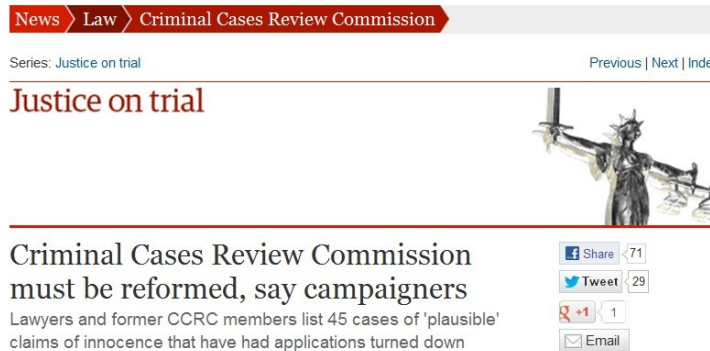 News Law Criminal Cases Review Commission
Series: Justice on trial Previous | Next |
Justice on trial
Criminal Cases Review Commission
must be reformed, say campaigners
Lawyers and former CCRC members list 45 cases of 'plausible'
claims of innocence that have had applications turned down
Share 71
Tweet 29
+1 1
Email